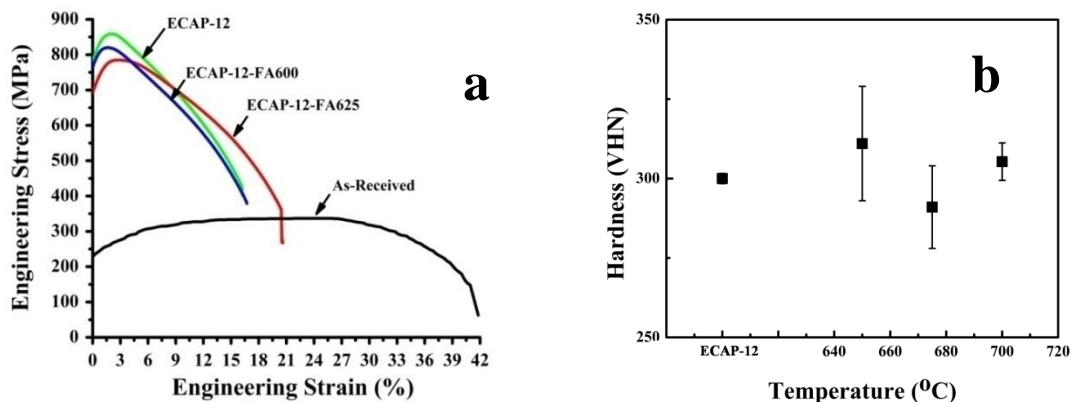 900
800
700
600
500
400
300
200
100
0
0 3 6 9 12 15 18 21 24 27 30 33 36 39 42
Engineering Stress (MPa)
Engineering Strain (%)
ECAP-12
ECAP-12-FA600
ECAP-12-FA625
As-Received
a
350
300
250
Hardness (VHN)
ECAP-12 640 660 680 700 720
Temperature (⁰C)
b